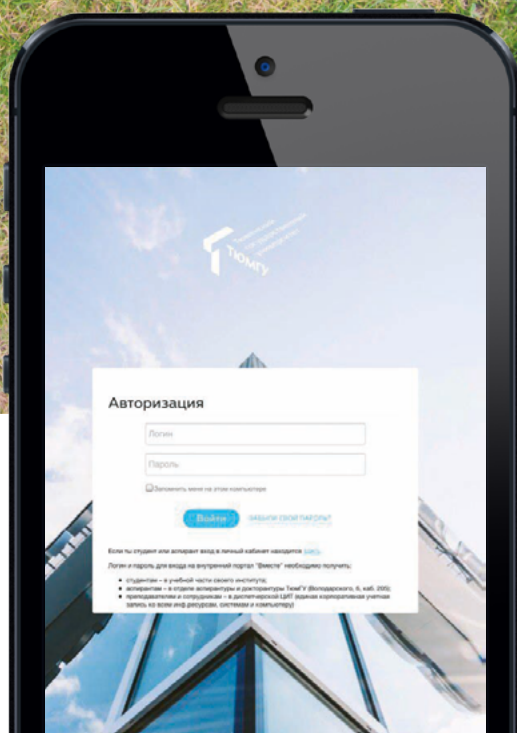 Тюменский
государственный
университет
ТЮМГУ
Авторизация
Логин
Пароль
Запомнить меня на этом компьютере
Войти
ЗАБЫЛИ СВОЙ ПАРОЛЬ?
Если ты студент или аспирант вход в личный кабинет находится здесь.
Логин и пароль для входа на внутренний портал "Вместе" необходимо получить:
• студентам – в учебной части своего института;
• аспирантам – в отделе аспирантуры и докторантуры ТюмГУ (Володарского, 6, каб. 205);
• преподавателям и сотрудникам – в диспетчерской ЦИТ (единая корпоративная учетная
запись ко всем инф.ресурсам, системам и компьютеру)